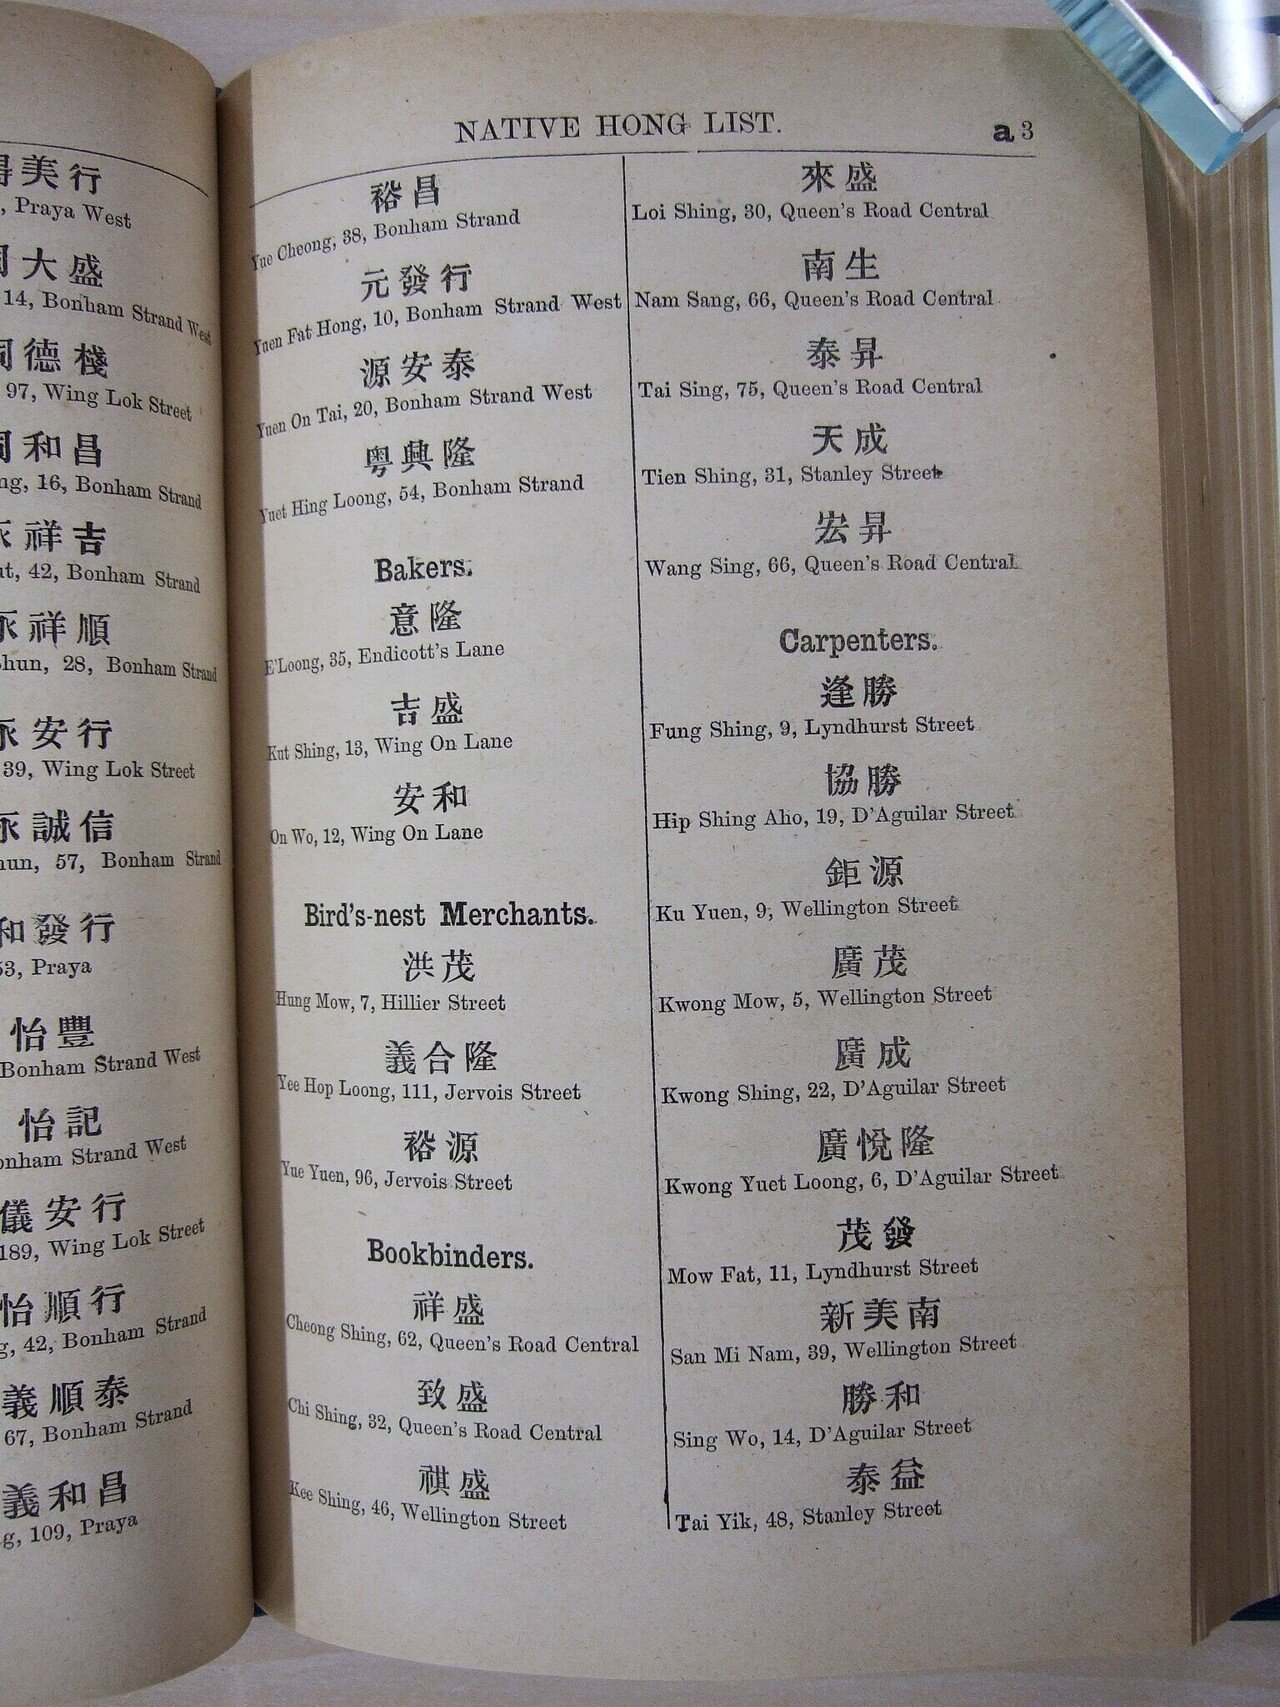 美行
, Praya West
大盛
14, Bonham Strand West
德棧
97, Wing Lok Street
和昌
ng, 16, Bonham Strand
祥吉
ut, 42, Bonham Strand
祥順
shun, 28, Bonham Strand
安行
39, Wing Lok Street
誠信
hun, 57, Bonham Strand
和發行
53, Praya
怡豐
Bonham Strand West
怡記
onham Strand West
儀安行
189, Wing Lok Street
怡順行
g, 42, Bonham Strand
義順泰
67, Bonham Strand
義和昌
g, 109, Praya
NATIVE HONG LIST.
a 3
裕昌
Yue Cheong, 38, Bonham Strand
元發行
Yuen Fat Hong, 10, Bonham Strand West
源安泰
Yuen On Tai, 20, Bonham Strand West
粤興隆
Yuet Hing Loong, 54, Bonham Strand
Bakers.
意隆
E'Loong, 35, Endicott's Lane
吉盛
Kut Shing, 13, Wing On Lane
安和
On Wo, 12, Wing On Lane
Bird's-nest Merchants.
洪茂
Hung Mow, 7, Hillier Street
義合隆
Yee Hop Loong, 111, Jervois Street
裕源
Yue Yuen, 96, Jervois Street
Bookbinders.
祥盛
Cheong Shing, 62, Queen's Road Central
致盛
Chi Shing, 32, Queen's Road Central
祺盛
Kee Shing, 46, Wellington Street
來盛
Loi Shing, 30, Queen's Road Central
南生
Nam Sang, 66, Queen's Road Central
泰昇
Tai Sing, 75, Queen's Road Central
天成
Tien Shing, 31, Stanley Street
宏昇
Wang Sing, 66, Queen's Road Central
Carpenters.
逢勝
Fung Shing, 9, Lyndhurst Street
協勝
Hip Shing Aho, 19, D'Aguilar Street
鉅源
Ku Yuen, 9, Wellington Street
廣茂
Kwong Mow, 5, Wellington Street
廣成
Kwong Shing, 22, D'Aguilar Street
廣悅隆
Kwong Yuet Loong, 6, D'Aguilar Street
茂發
Mow Fat, 11, Lyndhurst Street
新美南
San Mi Nam, 39, Wellington Street
勝和
Sing Wo, 14, D'Aguilar Street
泰益
Tai Yik, 48, Stanley Street